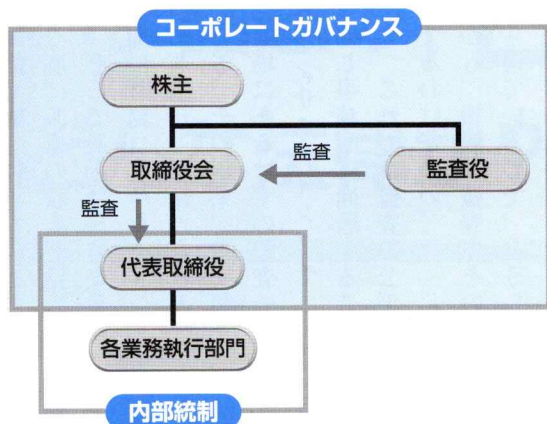 コーポレートガバナンス
株主
取締役会
監査
監査役
監査
代表取締役
各業務執行部門
内部統制